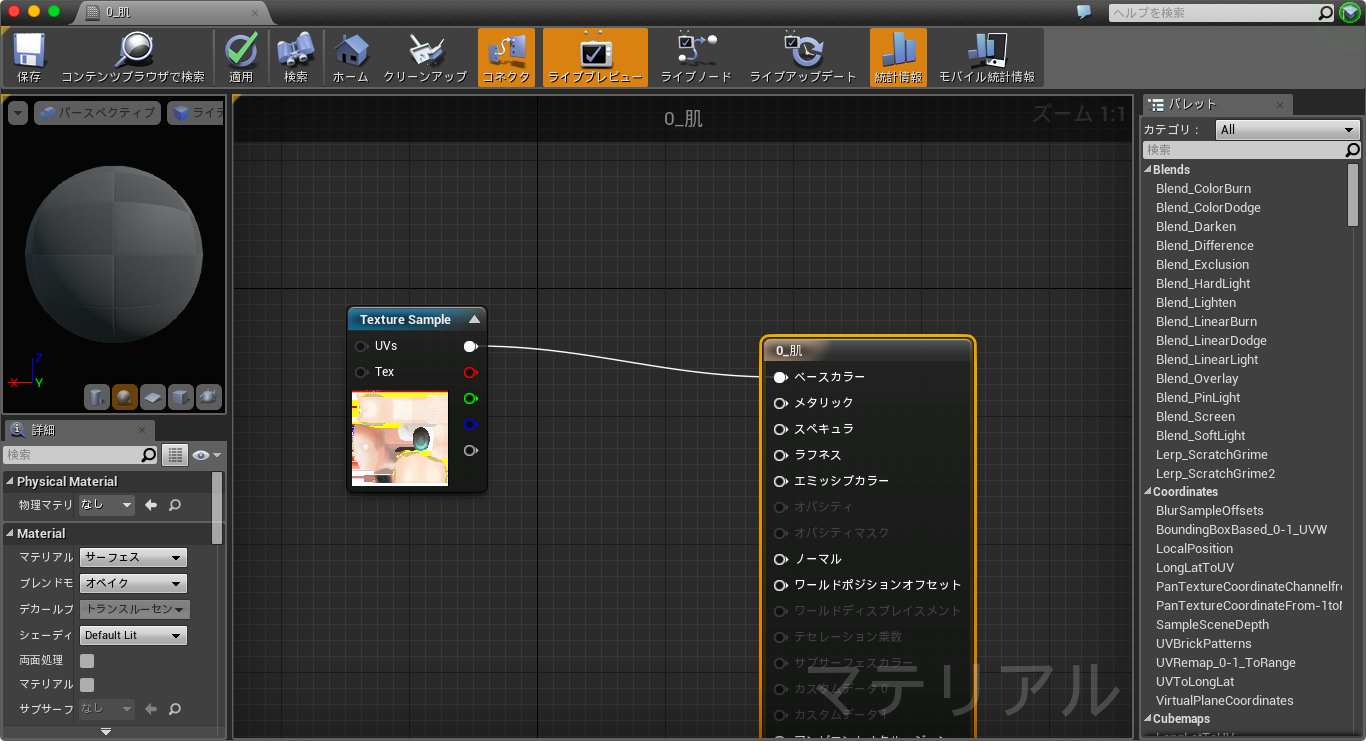 0_肌
ヘルプを検索
保存
コンテンツブラウザで検索
適用
検索
ホーム
クリーンアップ
コネクタ
ライブプレビュー
ライブノード
ライブアップデート
統計情報
モバイル統計情報
パースペクティブ
ライテ
0_肌
ズーム 1:1
X
Y
Z
詳細
検索
Physical Material
物理マテリ
なし
Material
マテリアル
サーフェス
ブレンドモ
オペイク
デカールブ
トランスルーセン
シェーディ
Default Lit
両面処理
マテリアル
サブサーフ
なし
Texture Sample
UVs
Tex
0_肌
ベースカラー
メタリック
スペキュラ
ラフネス
エミッシブカラー
オパシティ
オパシティマスク
ノーマル
ワールドポジションオフセット
ワールドディスプレイスメント
テセレーション乗数
サブサーフェスカラー
カスタムデータ 0
カスタムデータ 1
マテリアル
パレット
カテゴリ：
All
検索
Blends
Blend_ColorBurn
Blend_ColorDodge
Blend_Darken
Blend_Difference
Blend_Exclusion
Blend_HardLight
Blend_Lighten
Blend_LinearBurn
Blend_LinearDodge
Blend_LinearLight
Blend_Overlay
Blend_PinLight
Blend_Screen
Blend_SoftLight
Lerp_ScratchGrime
Lerp_ScratchGrime2
Coordinates
BlurSampleOffsets
BoundingBoxBased_0-1_UVW
LocalPosition
LongLatToUV
PanTextureCoordinateChannelfr
PanTextureCoordinateFrom-1to
SampleSceneDepth
UVBrickPatterns
UVRemap_0-1_ToRange
UVToLongLat
VirtualPlaneCoordinates
Cubemaps
LongLatToUV